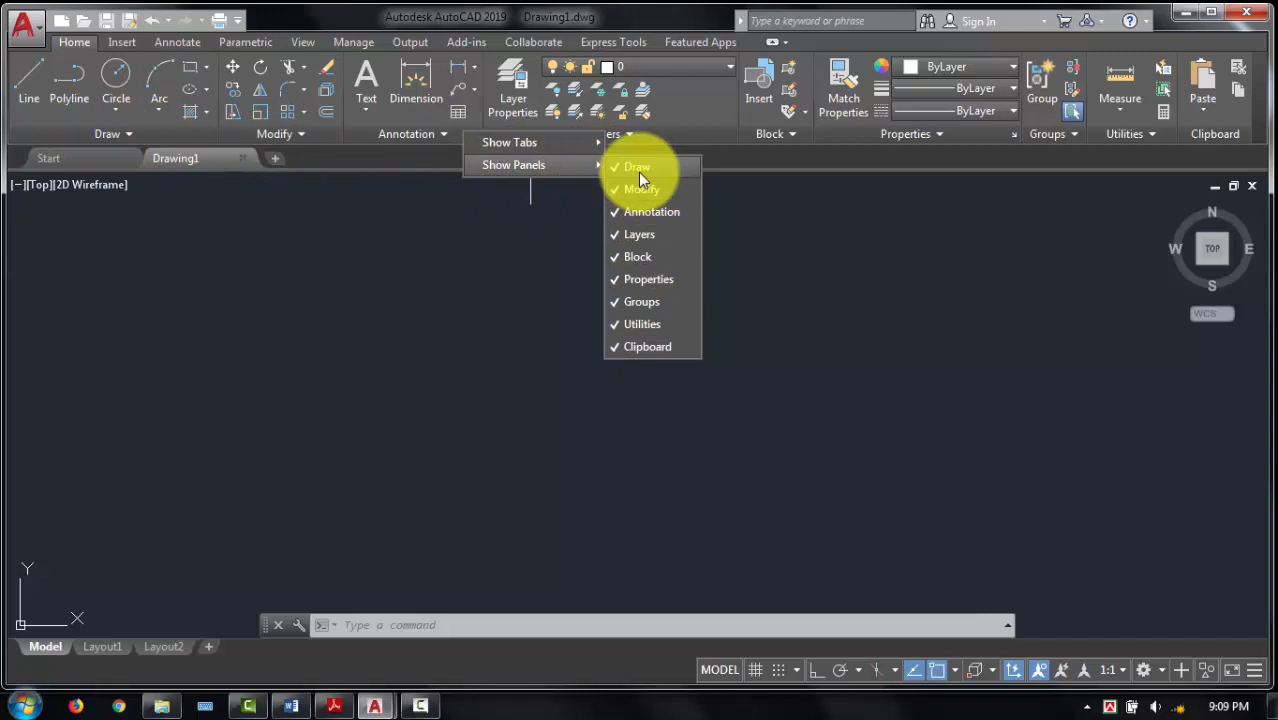 Autodesk AutoCAD 2019 Drawing1.dwg
Type a keyword or phrase
Sign In
Home Insert Annotate Parametric View Manage Output Add-ins Collaborate Express Tools Featured Apps
0
ByLayer
ByLayer
ByLayer
Line Polyline Circle Arc
Text Dimension
Layer Properties
Insert
Match Properties
Group
Measure
Paste
Draw Modify Annotation ers Block Properties Groups Utilities Clipboard
Start Drawing1
Show Tabs
Show Panels
Draw
Modify
Annotation
Layers
Block
Properties
Groups
Utilities
Clipboard
[−][Top][2D Wireframe]
N
W TOP E
S
WCS
Y
X
Type a command
Model Layout1 Layout2
MODEL 1:1
9:09 PM